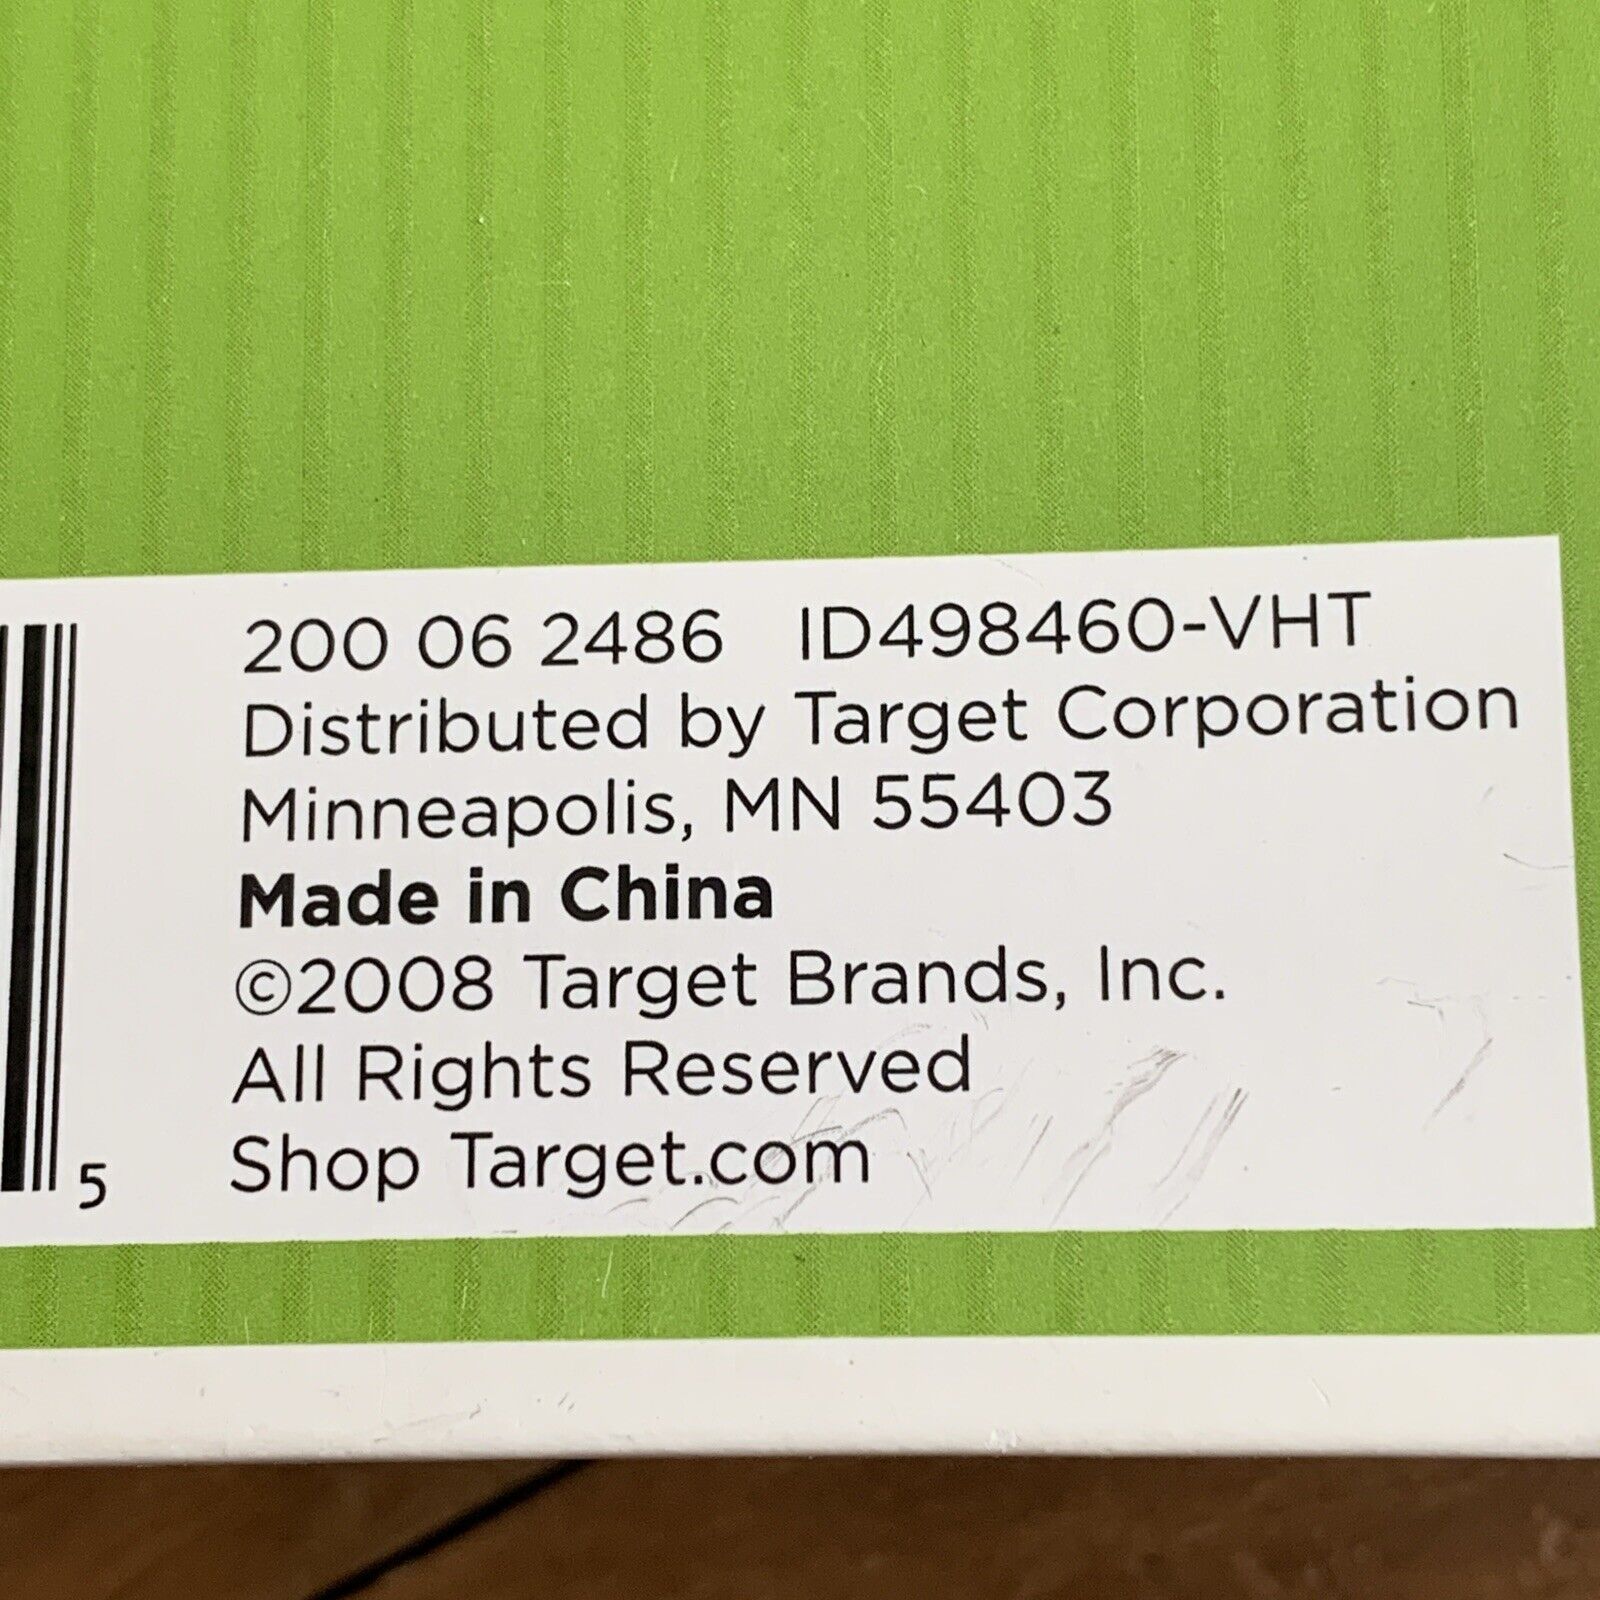 200 06 2486 ID498460-VHT
Distributed by Target Corporation
Minneapolis, MN 55403
Made in China
©2008 Target Brands, Inc.
All Rights Reserved
Shop Target.com
5